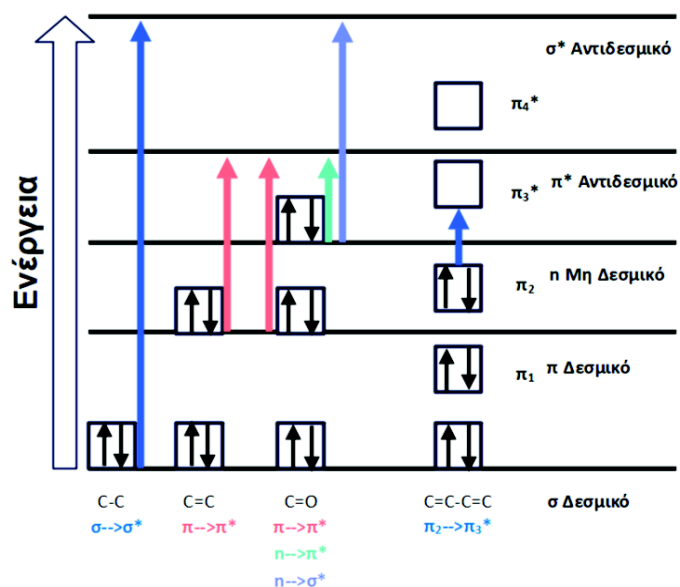 Ενέργεια
σ* Αντιδεσμικό
π4*
π3*
π* Αντιδεσμικό
π2
n Μη Δεσμικό
π1
π Δεσμικό
C-C
C=C
C=O
C=C-C=C
σ Δεσμικό
σ-->σ*
π-->π*
π-->π*
π2-->π3*
n-->π*
n-->σ*